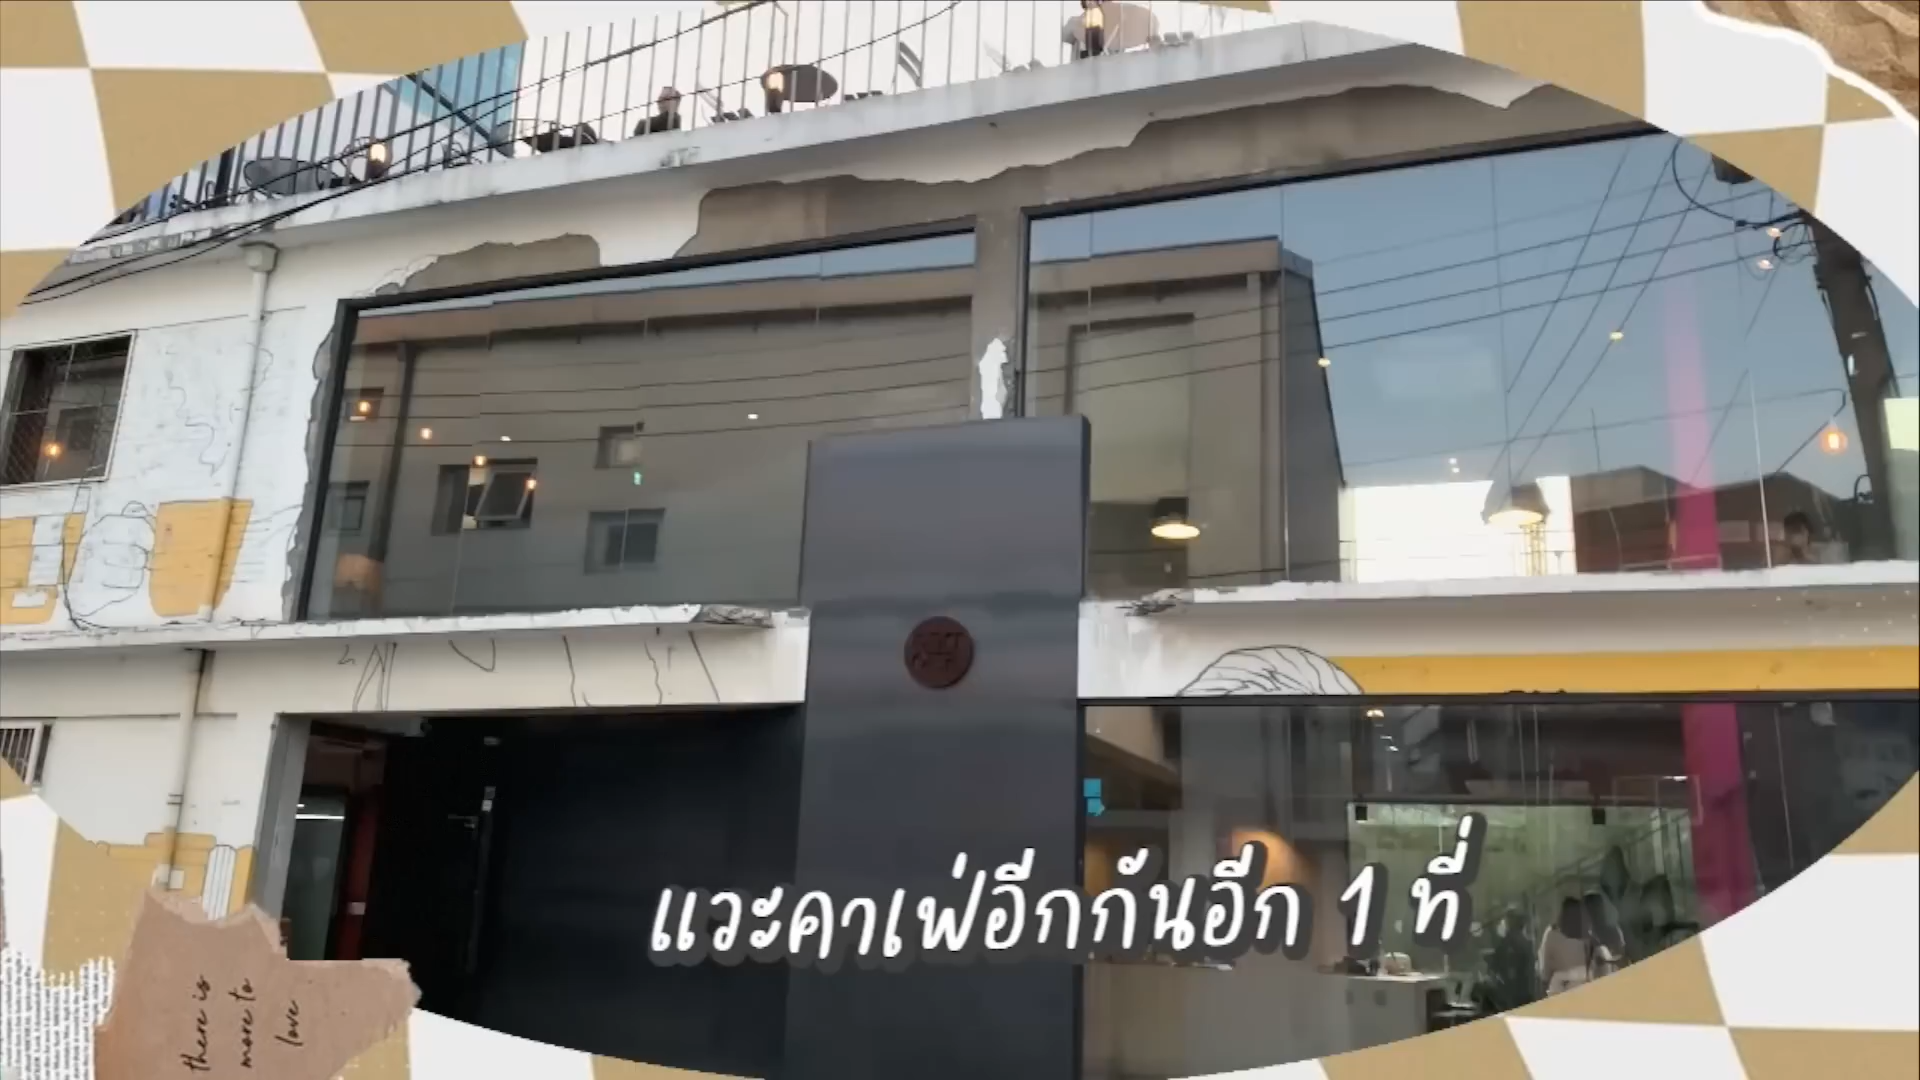 แวะคาเฟ่อีกกันอีก 1 ที่
there is
more to
love